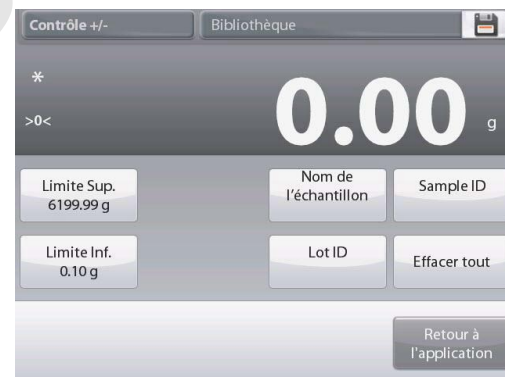 Contrôle +/-
Bibliothèque
*
>0<
0.00 g
Limite Sup.
6199.99 g
Nom de
l'échantillon
Sample ID
Limite Inf.
0.10 g
Lot ID
Effacer tout
Retour à
l'application